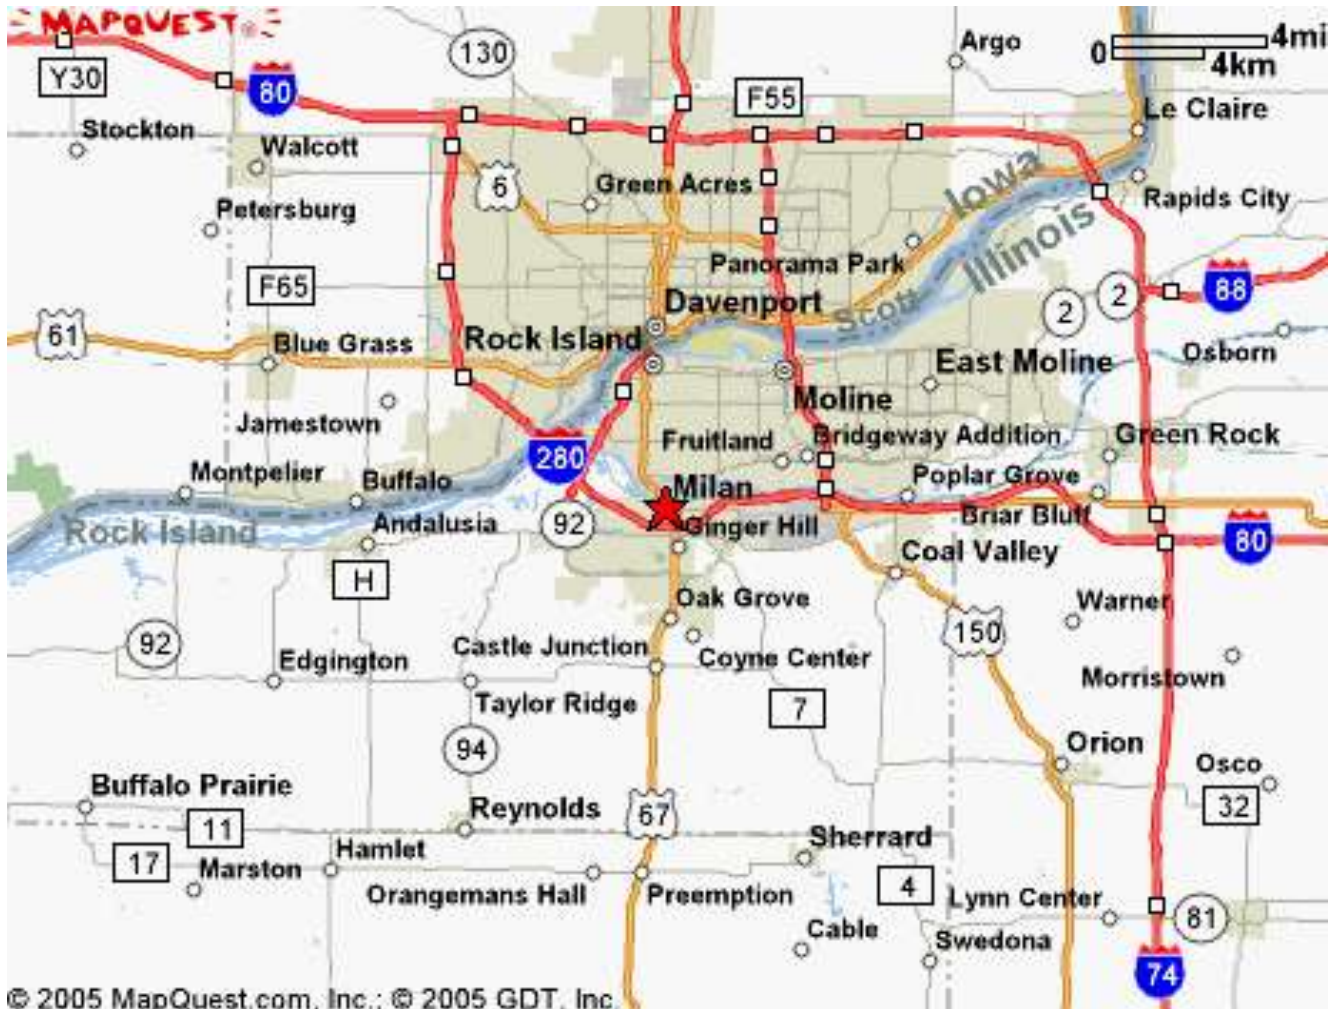 MAPQUEST
130
Argo
0
4mi
4km
Y30
80
F55
Le Claire
Stockton
Walcott
6
Green Acres
Iowa
Rapids City
Petersburg
Illinois
Panorama Park
F65
Davenport
Scott
2
2
88
61
Blue Grass
Rock Island
East Moline
Osborn
Jamestown
Moline
Fruitland
Bridgeway Addition
Green Rock
280
Montpelier
Buffalo
Milan
Poplar Grove
Rock Island
Andalusia
92
Ginger Hill
Briar Bluff
80
Coal Valley
H
Oak Grove
Warner
92
Edgington
Castle Junction
Coyne Center
150
Morristown
Taylor Ridge
7
94
Orion
Osco
Buffalo Prairie
Reynolds
67
32
11
Sherrard
17
Marston
Hamlet
Orangemans Hall
Preemption
4
Lynn Center
81
Cable
Swedona
74
© 2005 MapQuest.com, Inc.; © 2005 GDT, Inc.